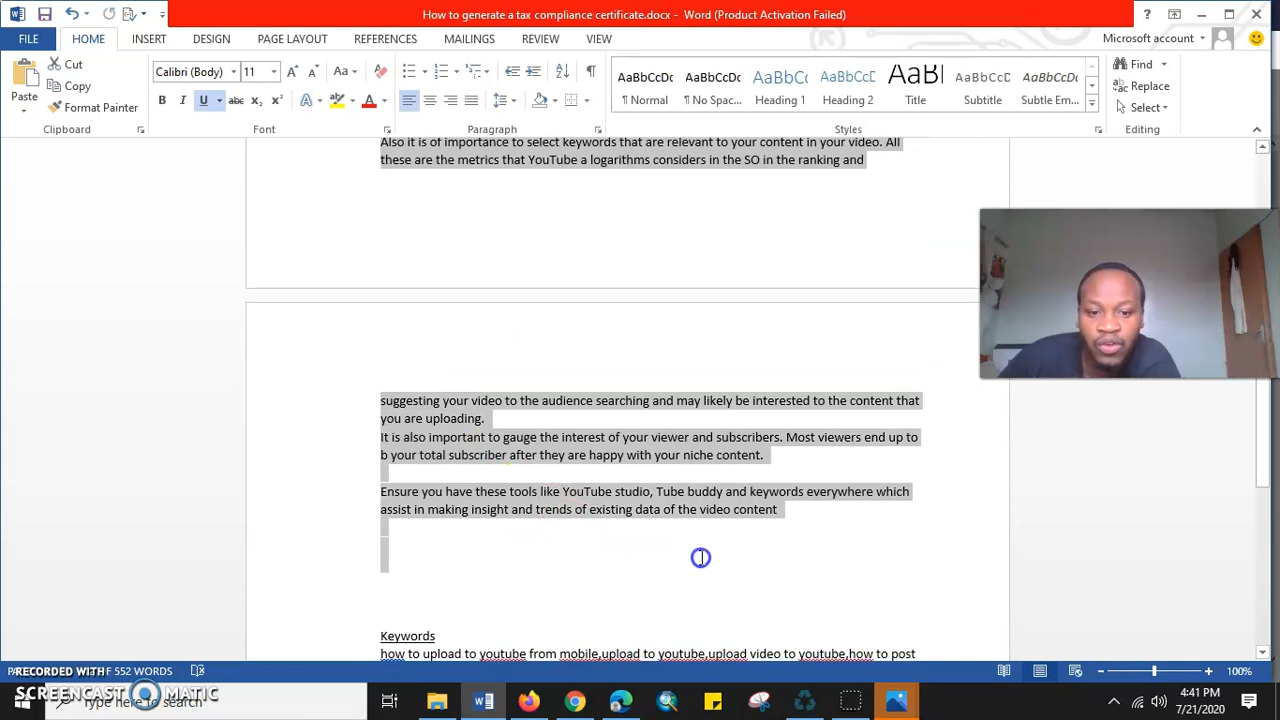 How to generate a tax compliance certificate.docx - Word (Product Activation Failed)
FILE HOME INSERT DESIGN PAGE LAYOUT REFERENCES MAILINGS REVIEW VIEW Microsoft account
Paste
Cut
Copy
Format Painter
Calibri (Body) 11
AaBbCcDc AaBbCcDc AaBbC AaBbCcC AaBl AaBbCcD AaBbCcDc
¶ Normal ¶ No Spac... Heading Heading 2 Title Subtitle Subtle Em...
Find
Replace
Select
Clipboard Font Paragraph Styles Editing
Also it is of importance to select keywords that are relevant to your content in your video. All
these are the metrics that YouTube a logarithms considers in the SO in the ranking and
suggesting your video to the audience searching and may likely be interested to the content that
you are uploading.
It is also important to gauge the interest of your viewer and subscribers. Most viewers end up to
b your total subscriber after they are happy with your niche content.
Ensure you have these tools like YouTube studio, Tube buddy and keywords everywhere which
assist in making insight and trends of existing data of the video content
Keywords
how to upload to youtube from mobile,upload to youtube,upload video to youtube,how to post
F 552 WORDS 100%
RECORDED WITH
SCREENCAST MATIC
Type here to search
4:41 PM
7/21/2020